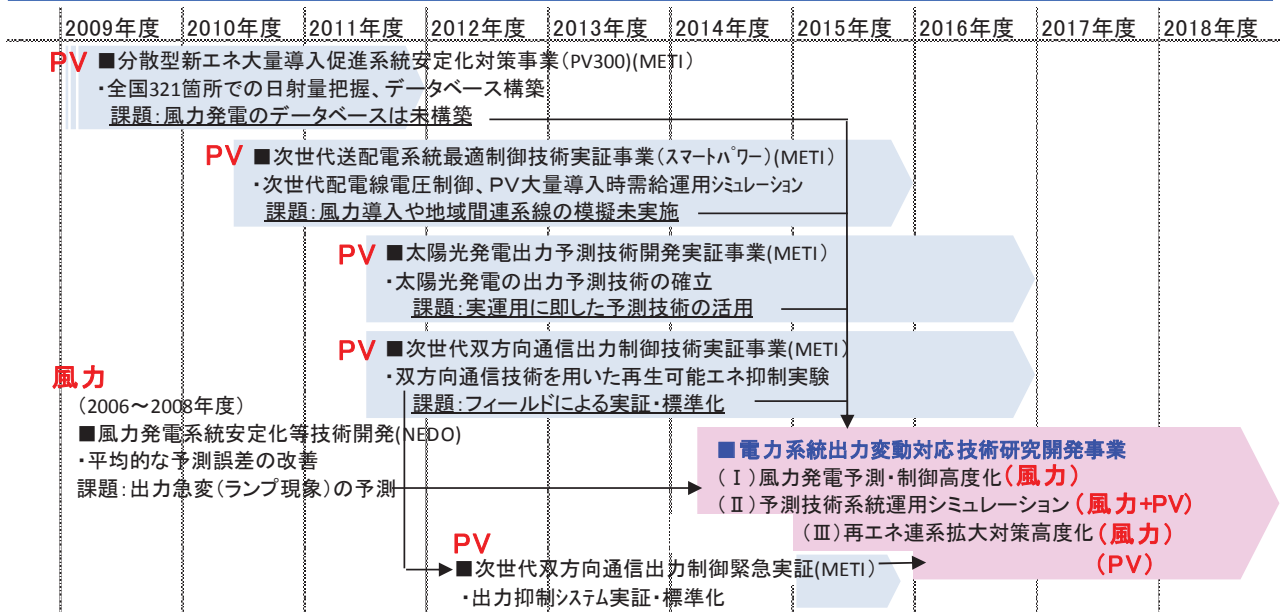 2009年度 2010年度 2011年度 2012年度 2013年度 2014年度 2015年度 2016年度 2017年度 2018年度
PV ■分散型新エネ大量導入促進系統安定化対策事業(PV300)(METI)
・全国321箇所での日射量把握、データベース構築
課題:風力発電のデータベースは未構築
PV ■次世代送配電系統最適制御技術実証事業(スマートパワー)(METI)
・次世代配電線電圧制御、PV大量導入時需給運用シミュレーション
課題:風力導入や地域間連系線の模擬未実施
PV ■太陽光発電出力予測技術開発実証事業(METI)
・太陽光発電の出力予測技術の確立
課題:実運用に即した予測技術の活用
PV ■次世代双方向通信出力制御技術実証事業(METI)
・双方向通信技術を用いた再生可能エネ抑制実験
課題:フィールドによる実証・標準化
風力
(2006~2008年度)
■風力発電系統安定化等技術開発(NEDO)
・平均的な予測誤差の改善
課題:出力急変(ランプ現象)の予測
■電力系統出力変動対応技術研究開発事業
(Ⅰ)風力発電予測・制御高度化(風力)
(Ⅱ)予測技術系統運用シミュレーション(風力+PV)
(Ⅲ)再エネ連系拡大対策高度化(風力)
(PV)
PV
■次世代双方向通信出力制御緊急実証(METI)
・出力抑制システム実証・標準化